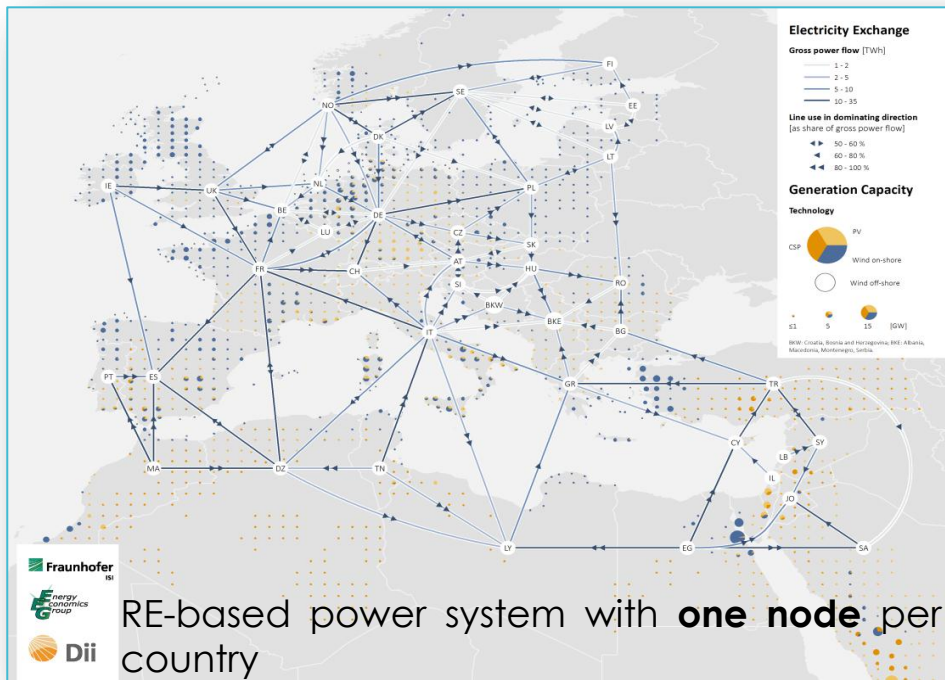 Electricity Exchange
Gross power flow [TWh]
1 - 2
2 - 5
5 - 10
10 - 35
Line use in dominating direction
[as share of gross power flow]
50 - 60 %
60 - 80 %
80 - 100 %
Generation Capacity
Technology
PV
CSP
Wind on-shore
Wind off-shore
≤1 5 15 [GW]
BKW: Croatia, Bosnia and Herzegovina; BKE: Albania,
Macedonia, Montenegro, Serbia.
FI
SE
NO
EE
DK
LV
LT
IE
UK
NL
PL
BE
DE
LU
CZ
SK
FR
CH
AT
HU
SI
RO
BKW
BKE
IT
BG
PT
ES
GR
TR
CY
SY
LB
MA
DZ
TN
IL
JO
LY
EG
SA
Fraunhofer
ISI
Energy
Economics
Group
Dii
RE-based power system with one node per
country